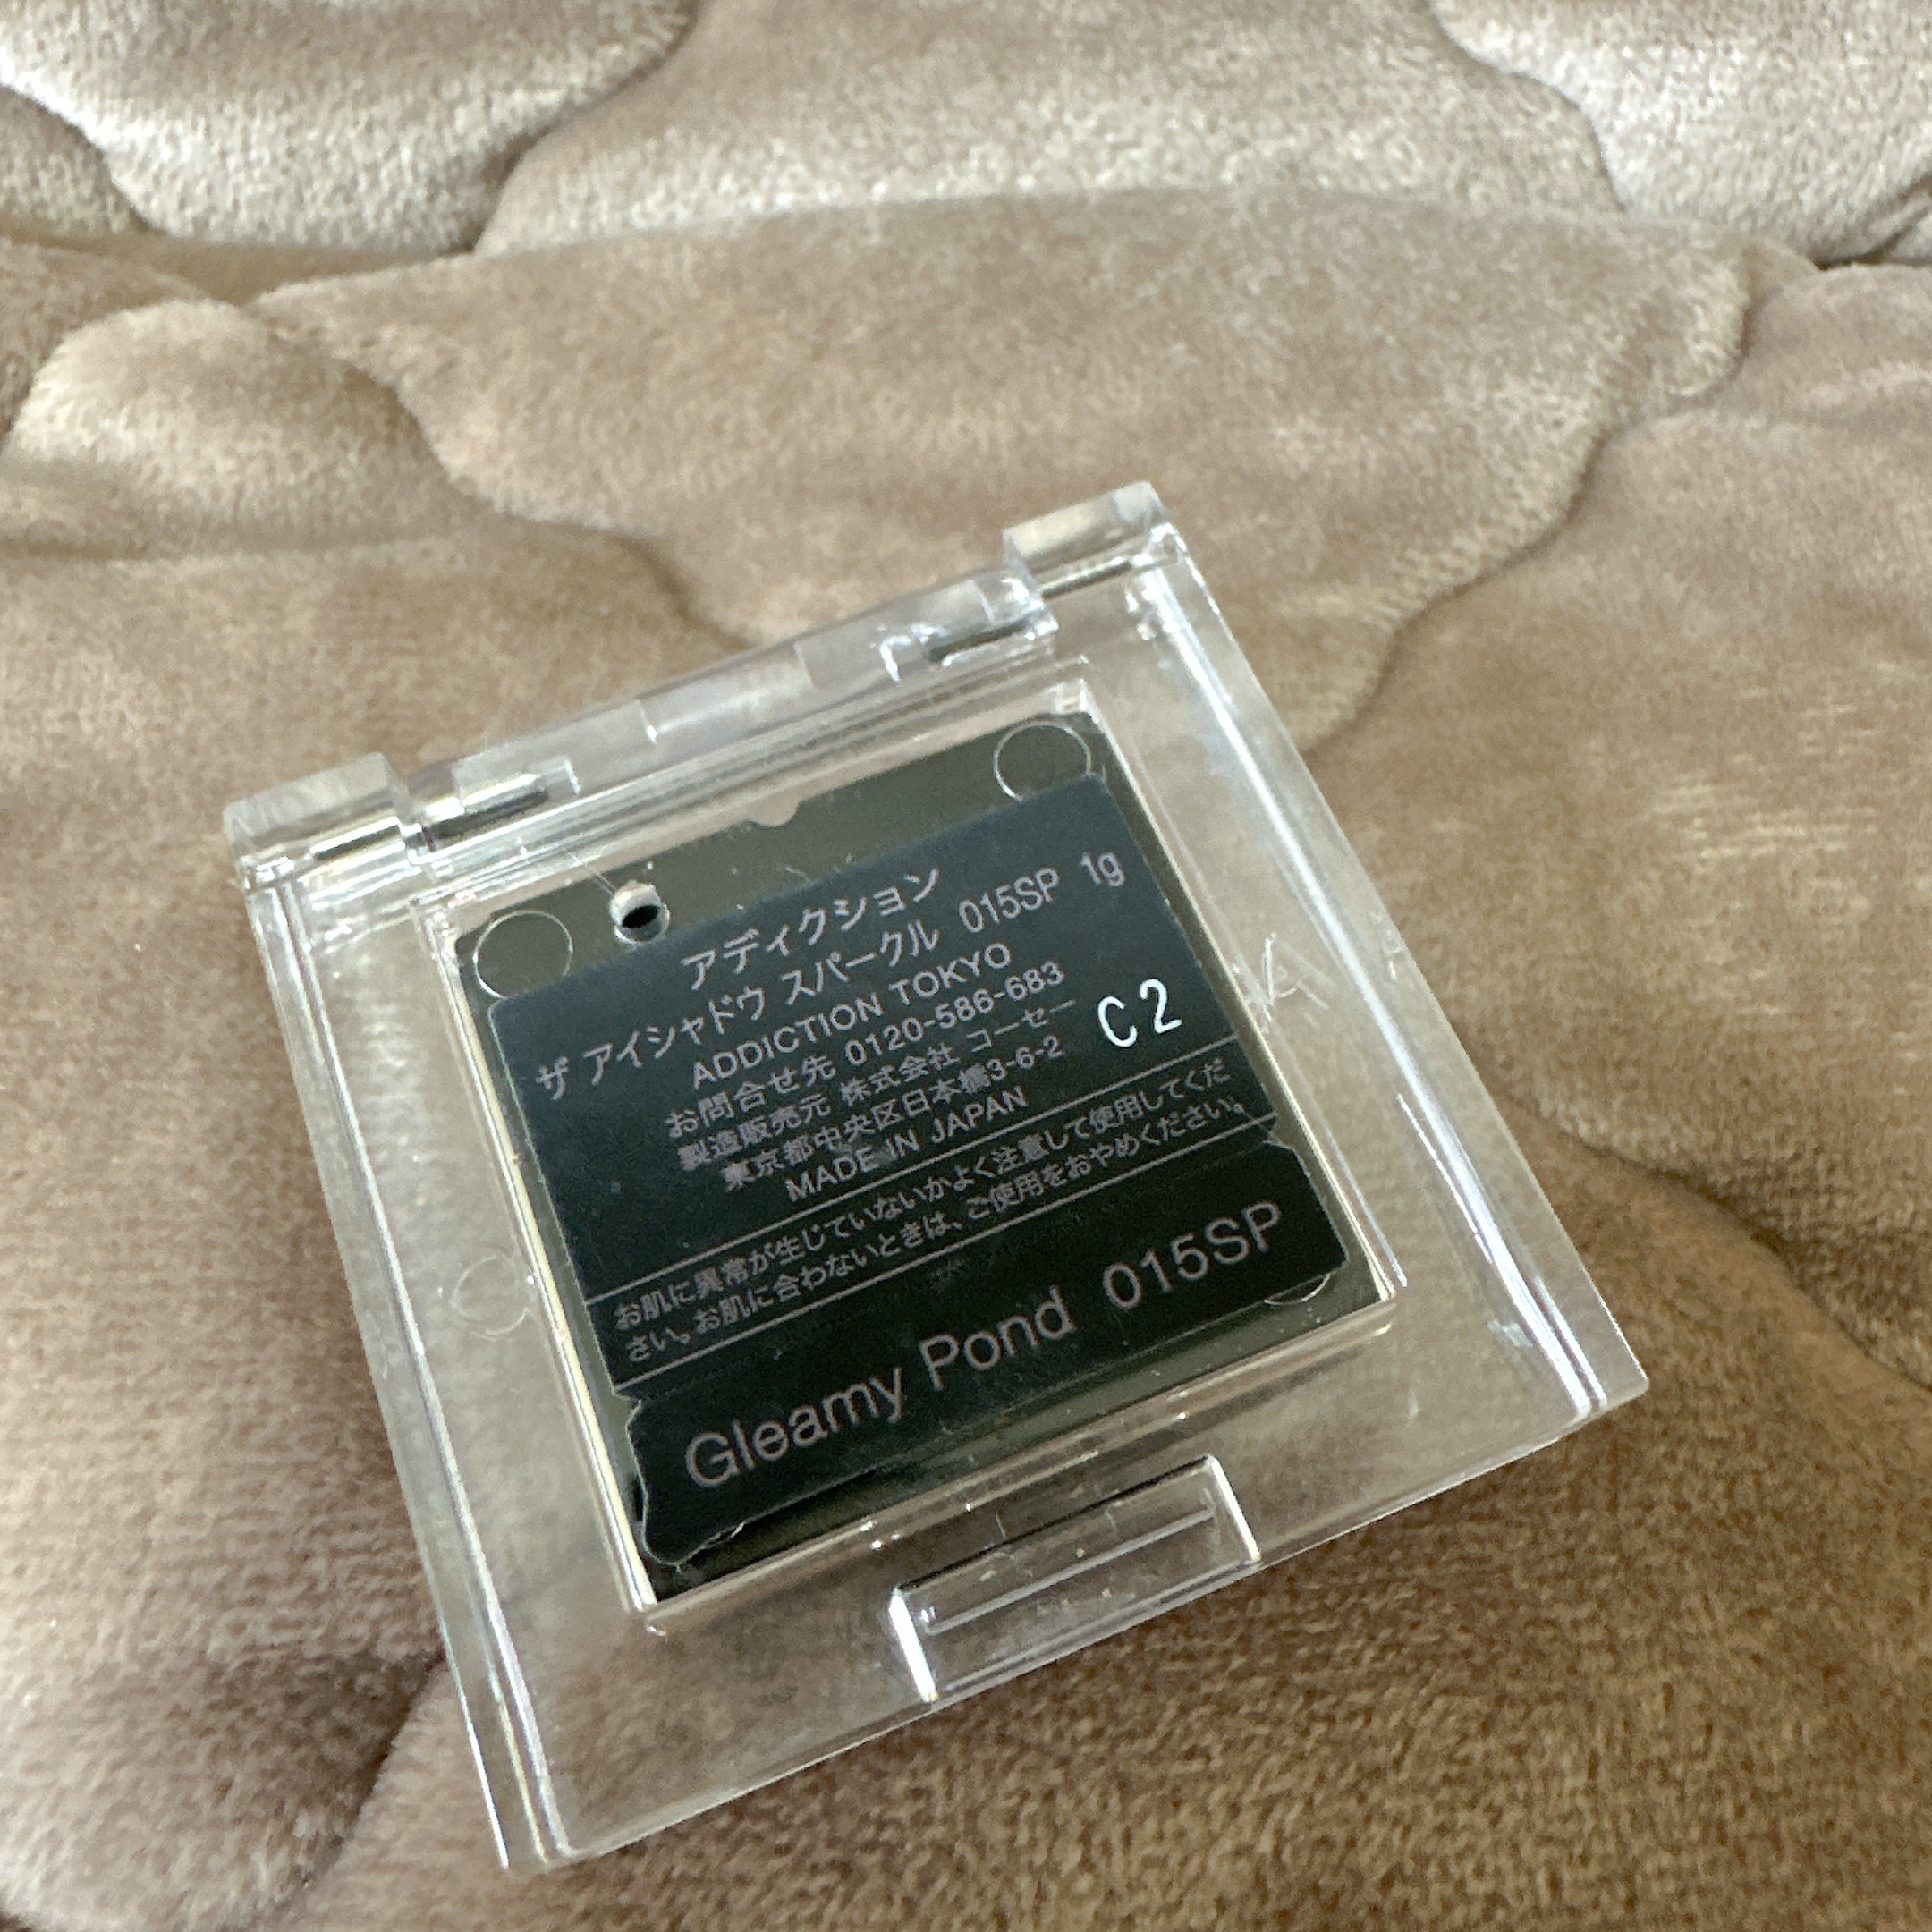 アディクション
ザ アイシャドウ スパークル 015SP 1g
ADDICTION TOKYO
お問合せ先 0120-586-683
製造販売元 株式会社 コーセー
東京都中央区日本橋3-6-2
MADE IN JAPAN
C2
お肌に異常が生じていないかよく注意して使用してくだ
さい。お肌に合わないときは、ご使用をおやめください。
Gleamy Pond 015SP